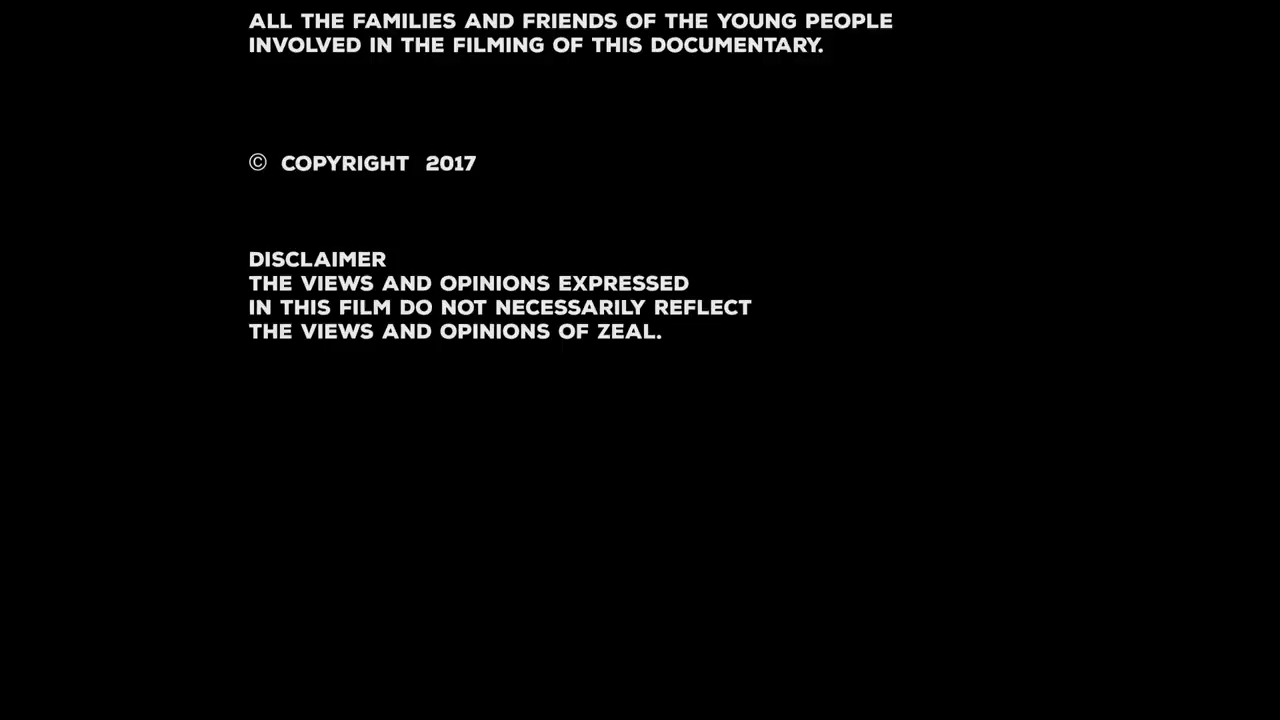 ALL THE FAMILIES AND FRIENDS OF THE YOUNG PEOPLE
INVOLVED IN THE FILMING OF THIS DOCUMENTARY.
© COPYRIGHT 2017
DISCLAIMER
THE VIEWS AND OPINIONS EXPRESSED
IN THIS FILM DO NOT NECESSARILY REFLECT
THE VIEWS AND OPINIONS OF ZEAL.